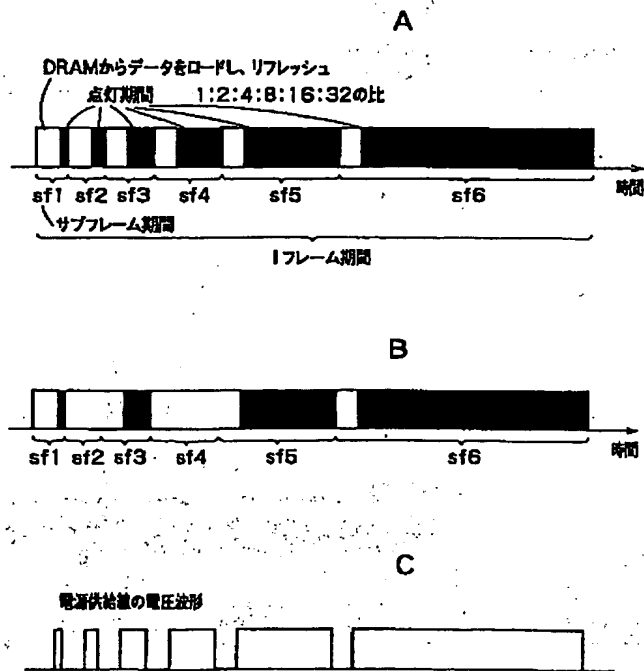 A
DRAMからデータをロードし、リフレッシュ
点灯期間 1:2:4:8:16:32の比
時間
sf1 sf2 sf3 sf4 sf5 sf6
サブフレーム期間
1フレーム期間
B
時間
sf1 sf2 sf3 sf4 sf5 sf6
C
電源供給線の電圧波形